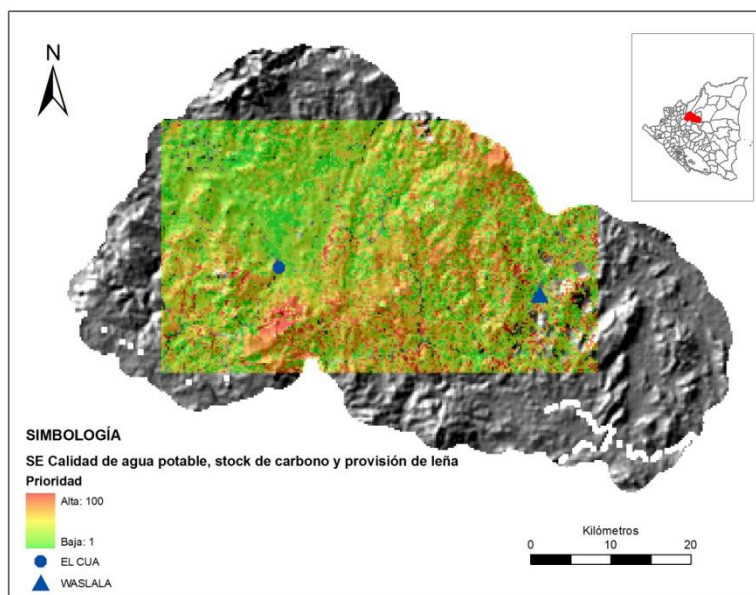 N
SIMBOLOGÍA
SE Calidad de agua potable, stock de carbono y provisión de leña
Prioridad
Alta: 100
Baja: 1
EL CUA
WASLALA
Kilómetros
0 10 20